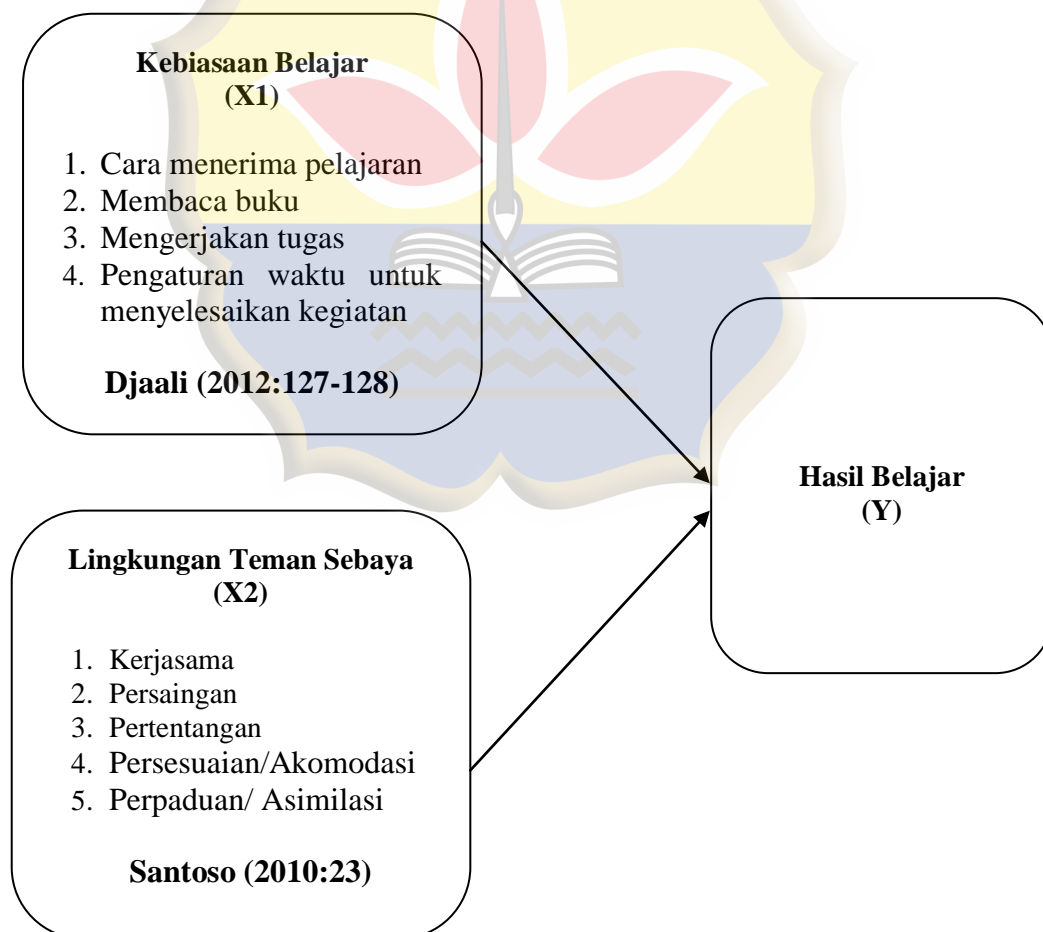 Kebiasaan Belajar
(X1)
1. Cara menerima pelajaran
2. Membaca buku
3. Mengerjakan tugas
4. Pengaturan waktu untuk
menyelesaikan kegiatan
Djaali (2012:127-128)
Hasil Belajar
(Y)
Lingkungan Teman Sebaya
(X2)
1. Kerjasama
2. Persaingan
3. Pertentangan
4. Persesuaian/Akomodasi
5. Perpaduan/ Asimilasi
Santoso (2010:23)